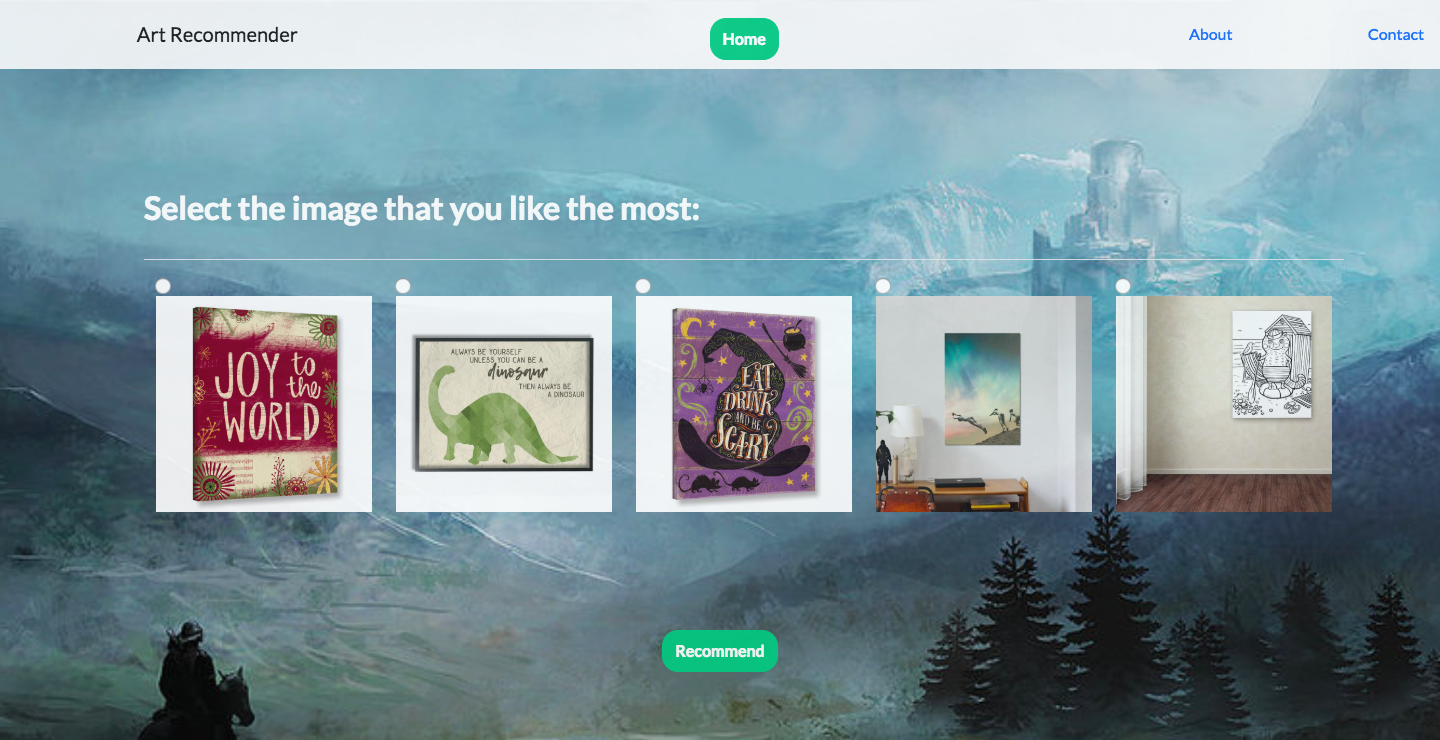 Art Recommender
Home
About
Contact
Select the image that you like the most:
JOY to
the
WORLD
ALWAYS BE YOURSELF
UNLESS YOU CAN BE A
dinosaur
THEN ALWAYS BE
A DINOSAUR
EAT
DRINK
AND BE
SCARY
Recommend